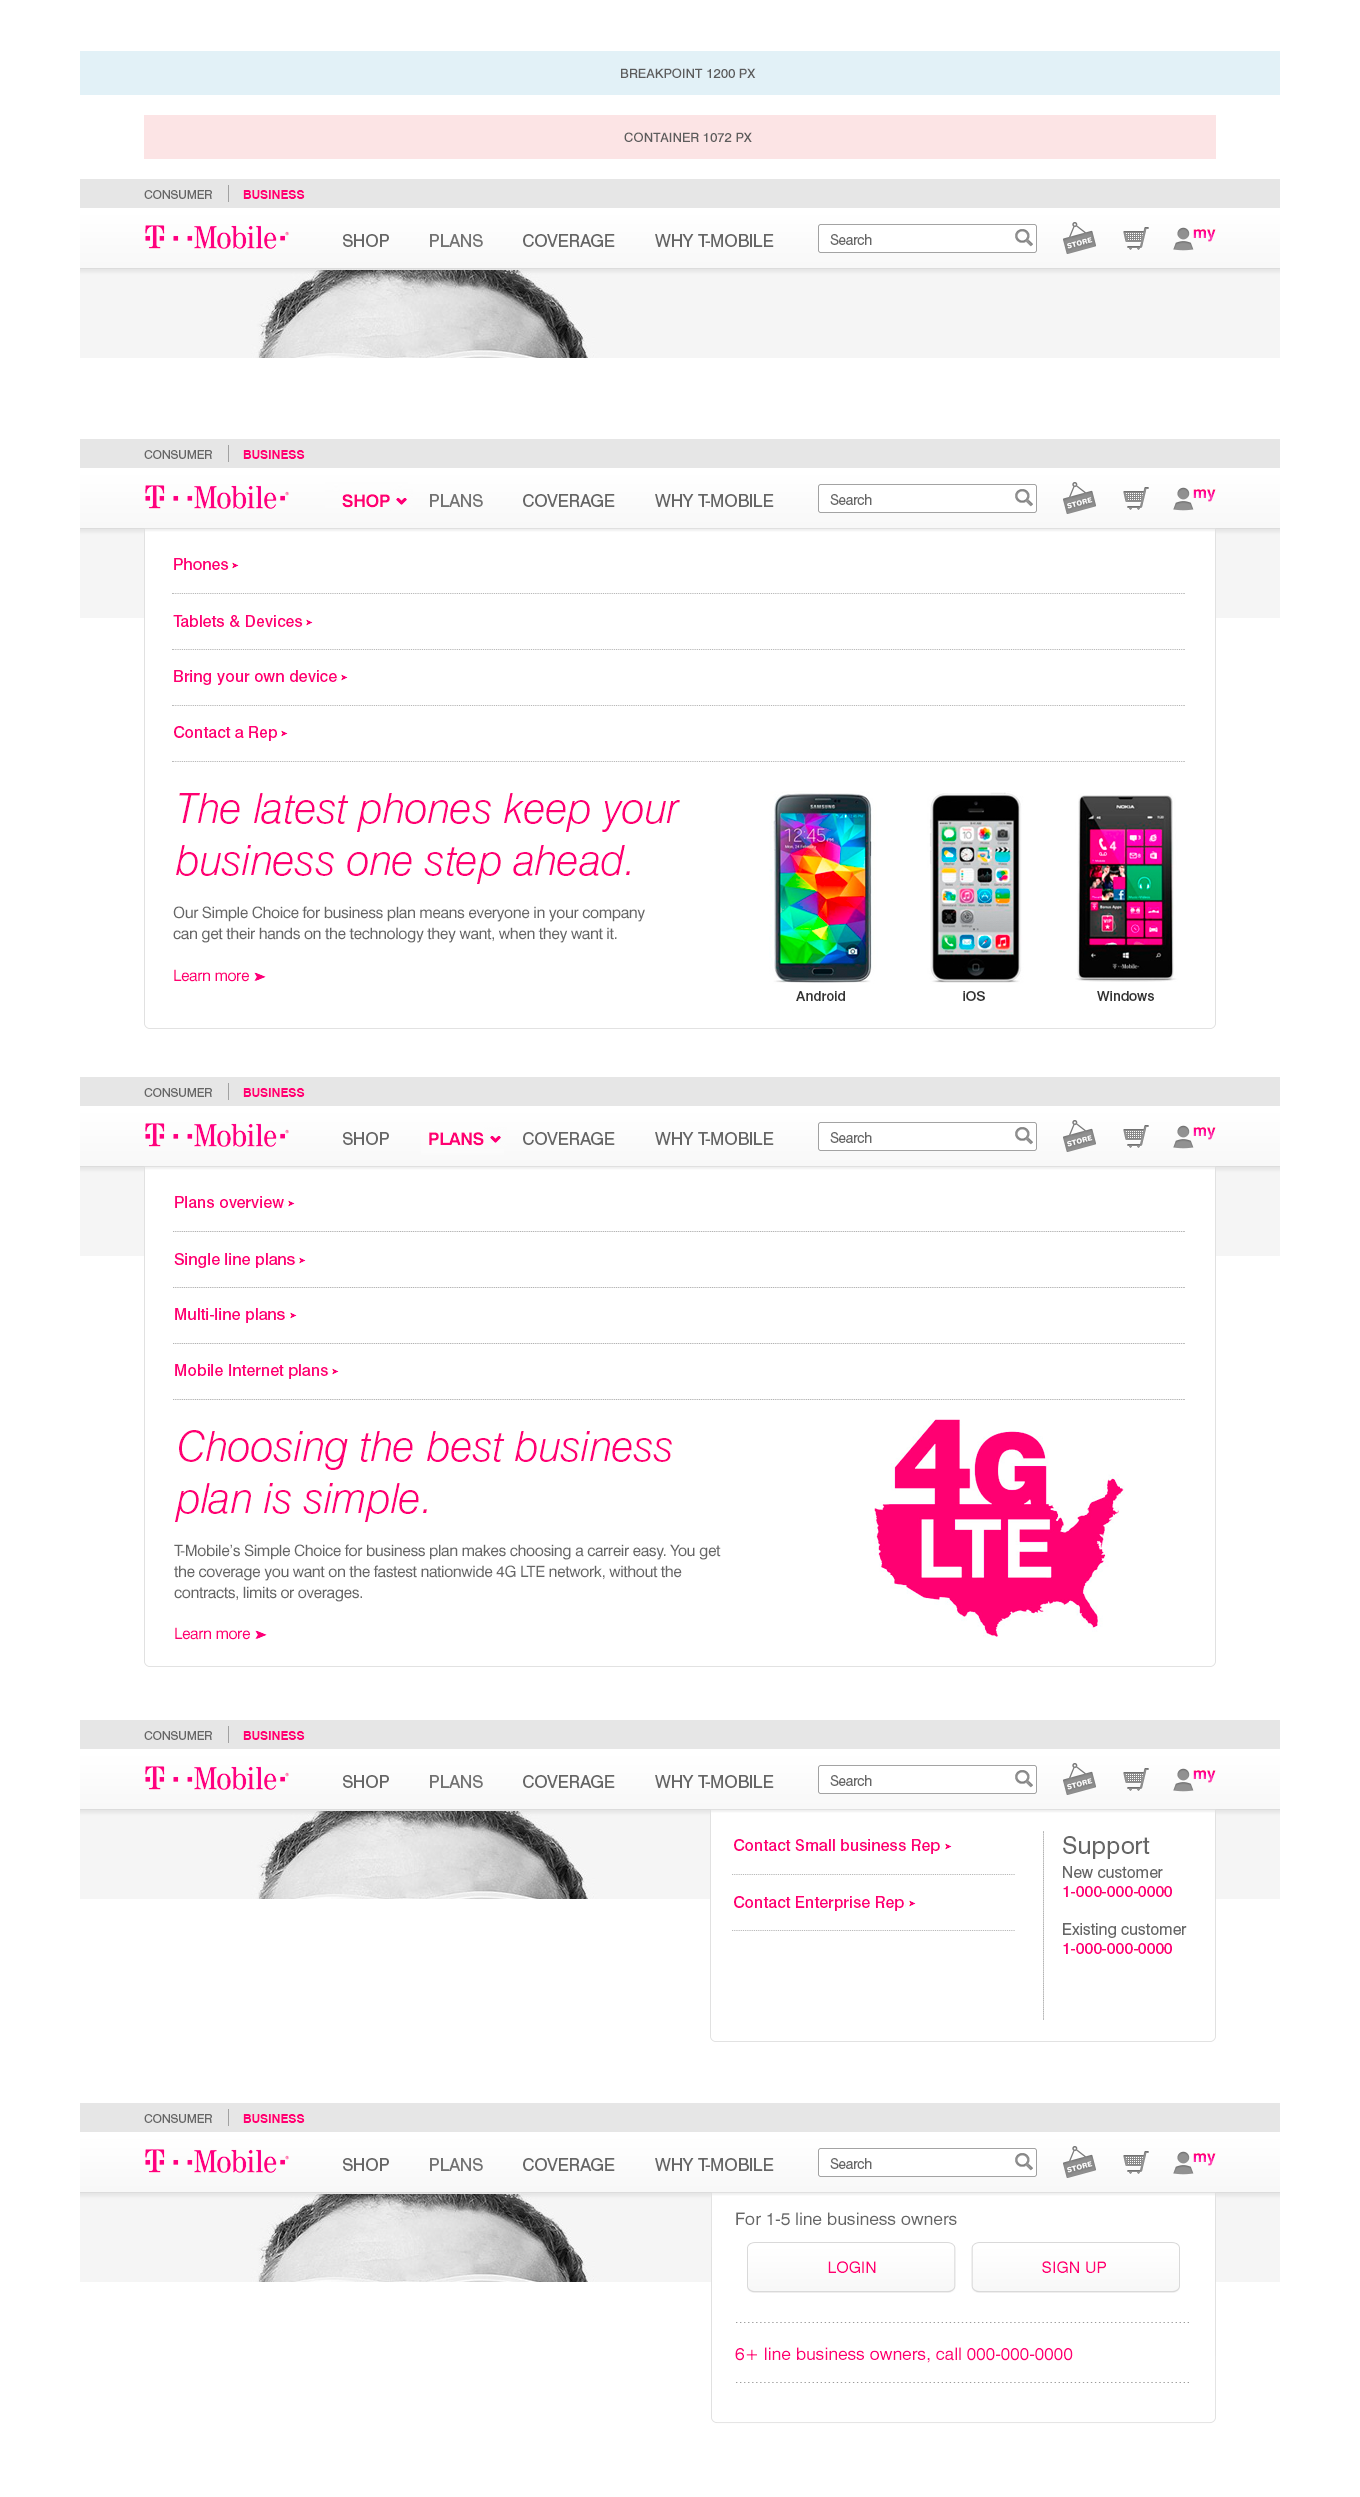 BREAKPOINT 1200 PX
CONTAINER 1072 PX
CONSUMER BUSINESS
T··Mobile· SHOP PLANS COVERAGE WHY T-MOBILE Search STORE my
CONSUMER BUSINESS
T··Mobile· SHOP PLANS COVERAGE WHY T-MOBILE Search STORE my
Phones
Tablets & Devices
Bring your own device
Contact a Rep
The latest phones keep your
business one step ahead.
Our Simple Choice for business plan means everyone in your company
can get their hands on the technology they want, when they want it.
Learn more
SAMSUNG
12:45
NOKIA
4
T··Mobile·
Android iOS Windows
CONSUMER BUSINESS
T··Mobile· SHOP PLANS COVERAGE WHY T-MOBILE Search STORE my
Plans overview
Single line plans
Multi-line plans
Mobile Internet plans
Choosing the best business
plan is simple.
T-Mobile's Simple Choice for business plan makes choosing a carreir easy. You get
the coverage you want on the fastest nationwide 4G LTE network, without the
contracts, limits or overages.
Learn more
4G
LTE
CONSUMER BUSINESS
T··Mobile· SHOP PLANS COVERAGE WHY T-MOBILE Search STORE my
Contact Small business Rep
Contact Enterprise Rep
Support
New customer
1-000-000-0000
Existing customer
1-000-000-0000
CONSUMER BUSINESS
T··Mobile· SHOP PLANS COVERAGE WHY T-MOBILE Search STORE my
For 1-5 line business owners
LOGIN SIGN UP
6+ line business owners, call 000-000-0000